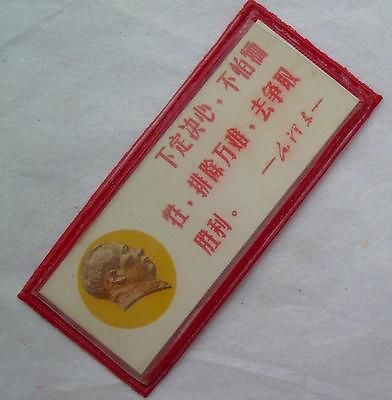 下定决心，不怕牺
牲，排除万难，去争取
胜利。
—毛泽东—